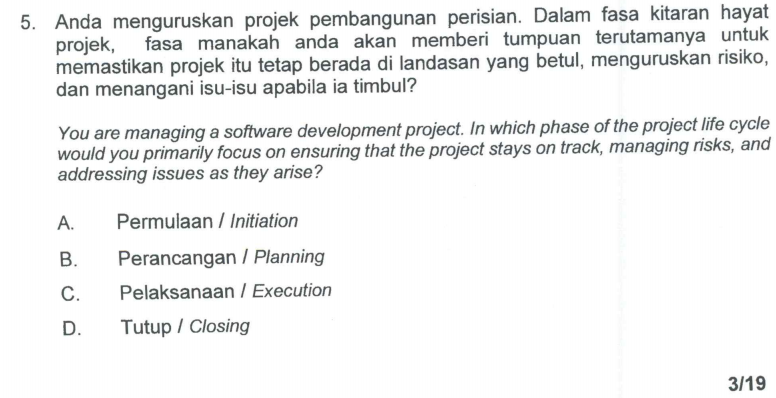 5. Anda menguruskan projek pembangunan perisian. Dalam fasa kitaran hayat
projek, fasa manakah anda akan memberi tumpuan terutamanya untuk
memastikan projek itu tetap berada di landasan yang betul, menguruskan risiko,
dan menangani isu-isu apabila ia timbul?
You are managing a software development project. In which phase of the project life cycle
would you primarily focus on ensuring that the project stays on track, managing risks, and
addressing issues as they arise?
A. Permulaan / Initiation
B. Perancangan / Planning
C. Pelaksanaan / Execution
D. Tutup / Closing
3/19